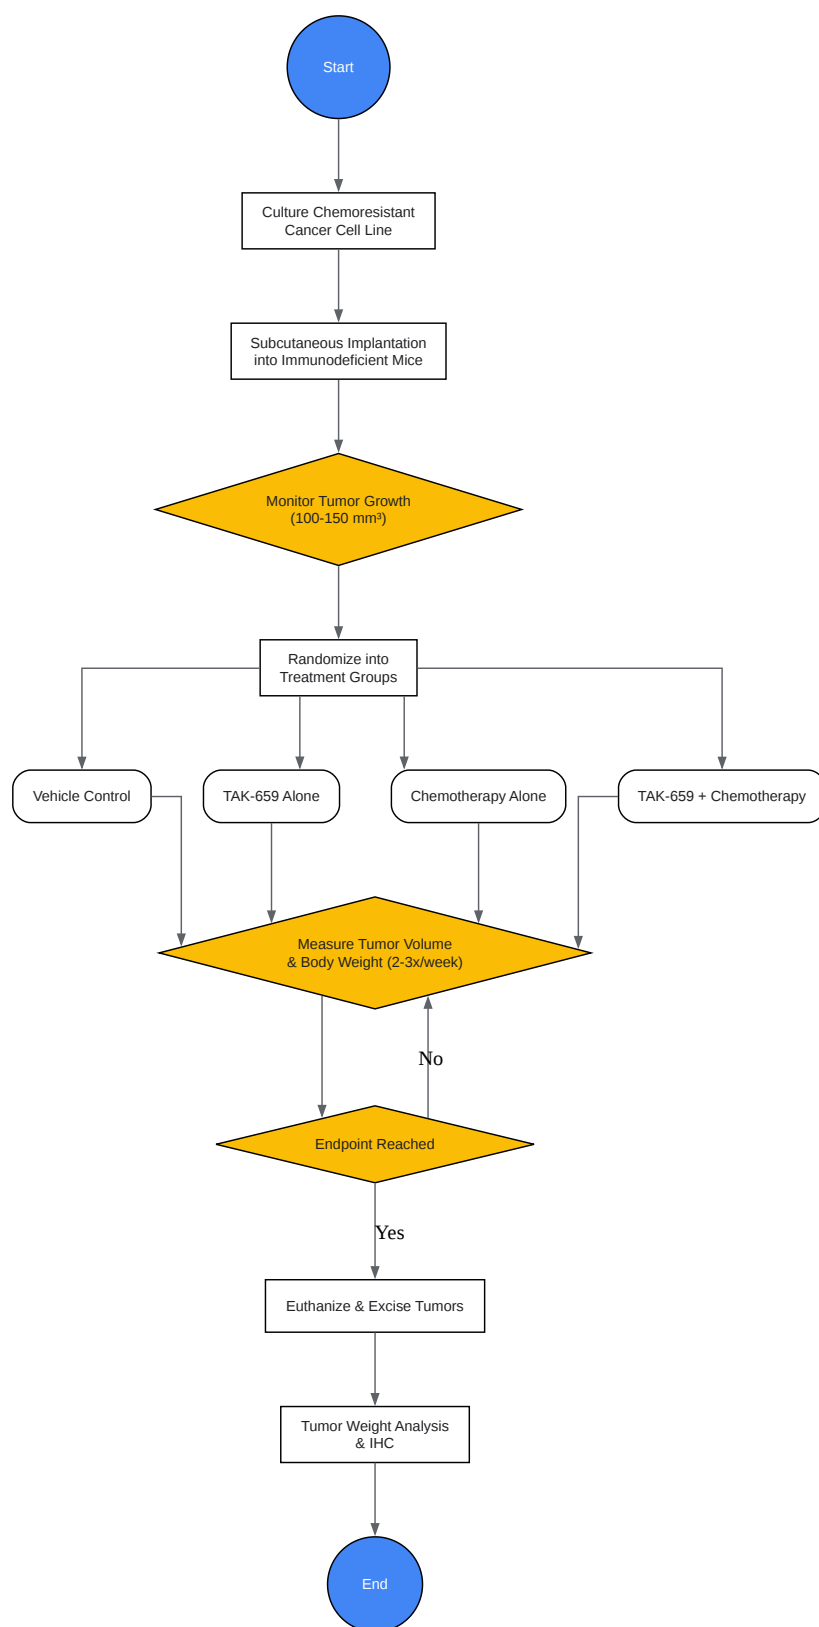 Start
Culture Chemoresistant
Cancer Cell Line
Subcutaneous Implantation
into Immunodeficient Mice
Monitor Tumor Growth
(100-150 mm³)
Randomize into
Treatment Groups
Vehicle Control
TAK-659 Alone
Chemotherapy Alone
TAK-659 + Chemotherapy
Measure Tumor Volume
& Body Weight (2-3x/week)
No
Endpoint Reached
Yes
Euthanize & Excise Tumors
Tumor Weight Analysis
& IHC
End